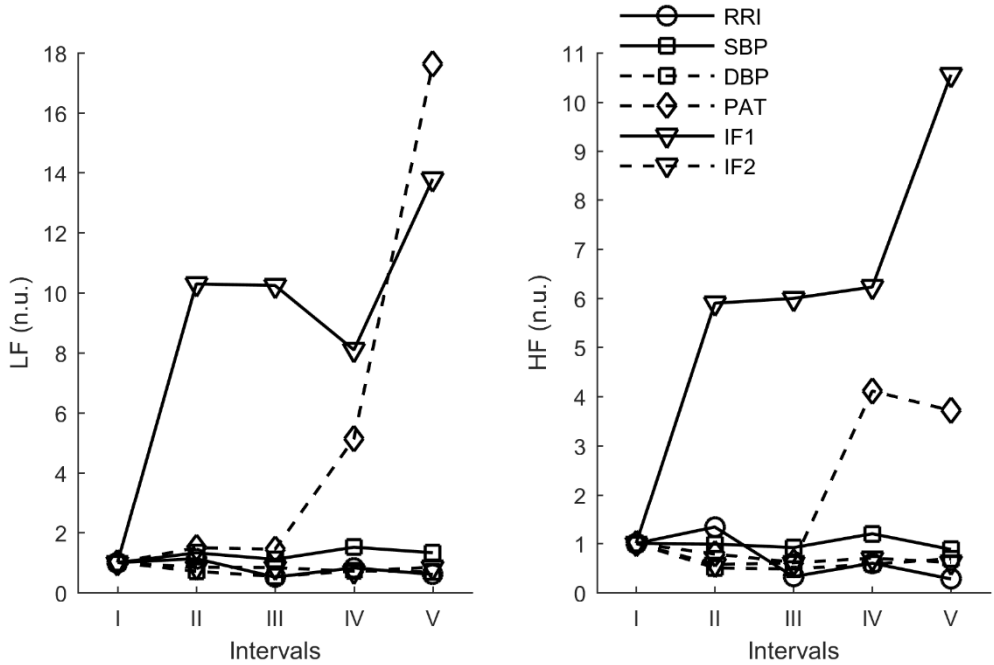 LF (n.u.)
18
16
14
12
10
8
6
4
2
0
I II III IV V
Intervals
RRI
SBP
DBP
PAT
IF1
IF2
HF (n.u.)
11
10
9
8
7
6
5
4
3
2
1
0
I II III IV V
Intervals